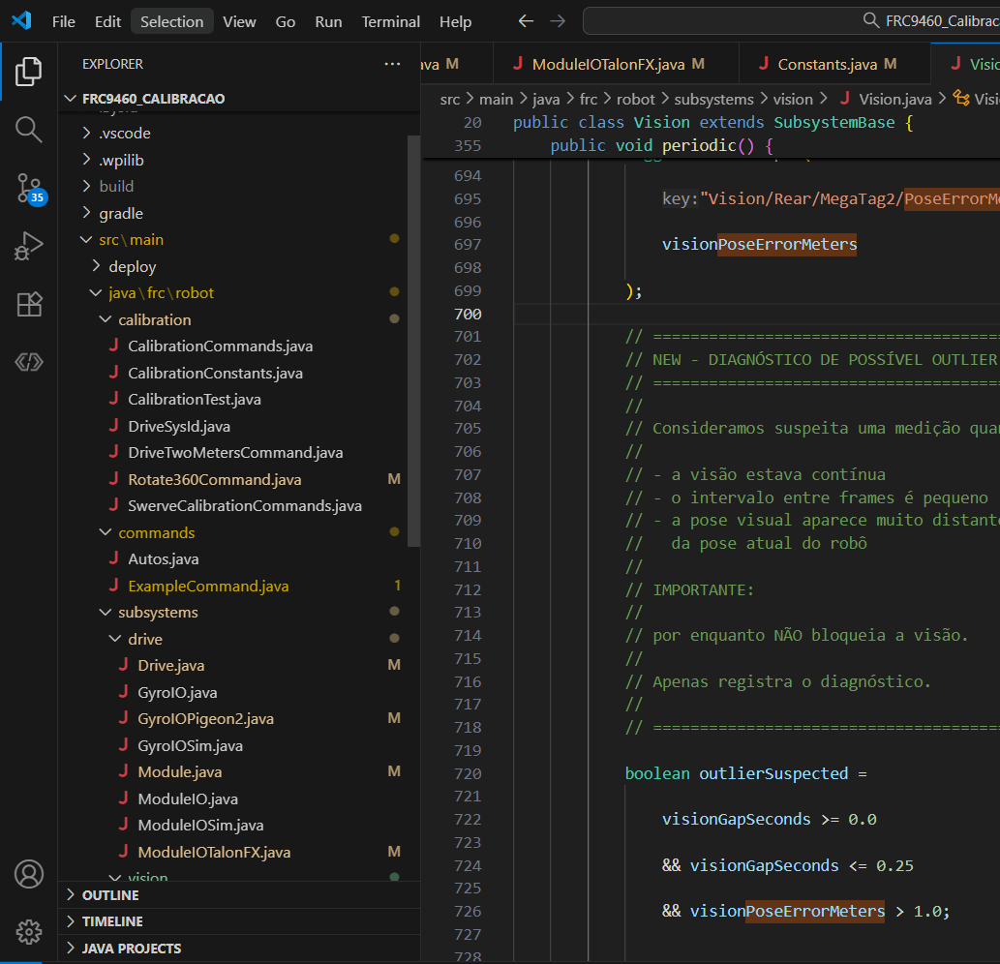 File Edit Selection View Go Run Terminal Help FRC9460_Calibrac
EXPLORER
FRC9460_CALIBRACAO
.vscode
.wpilib
build
gradle
src\main
deploy
java\frc\robot
calibration
CalibrationCommands.java
CalibrationConstants.java
CalibrationTest.java
DriveSysId.java
DriveTwoMetersCommand.java
Rotate360Command.java M
SwerveCalibrationCommands.java
commands
Autos.java
ExampleCommand.java 1
subsystems
drive
Drive.java M
GyroIO.java
GyroIOPigeon2.java M
GyroIOSim.java
Module.java M
ModuleIO.java
ModuleIOSim.java
ModuleIOTalonFX.java M
vision
OUTLINE
TIMELINE
JAVA PROJECTS
35
ava M ModuleIOTalonFX.java M Constants.java M Visi
src > main > java > frc > robot > subsystems > vision > Vision.java > Visi
20 public class Vision extends SubsystemBase {
355 public void periodic() {
694
695 key:"Vision/Rear/MegaTag2/PoseErrorMe
696
697 visionPoseErrorMeters
698
699 );
700
701 // =====================================
702 // NEW - DIAGNÓSTICO DE POSSÍVEL OUTLIER
703 // =====================================
704 //
705 // Consideramos suspeita uma medição quan
706 //
707 // - a visão estava contínua
708 // - o intervalo entre frames é pequeno
709 // - a pose visual aparece muito distante
710 // da pose atual do robô
711 //
712 // IMPORTANTE:
713 //
714 // por enquanto NÃO bloqueia a visão.
715 //
716 // Apenas registra o diagnóstico.
717 //
718 // =====================================
719
720 boolean outlierSuspected =
721
722 visionGapSeconds >= 0.0
723
724 && visionGapSeconds <= 0.25
725
726 && visionPoseErrorMeters > 1.0;
727
728